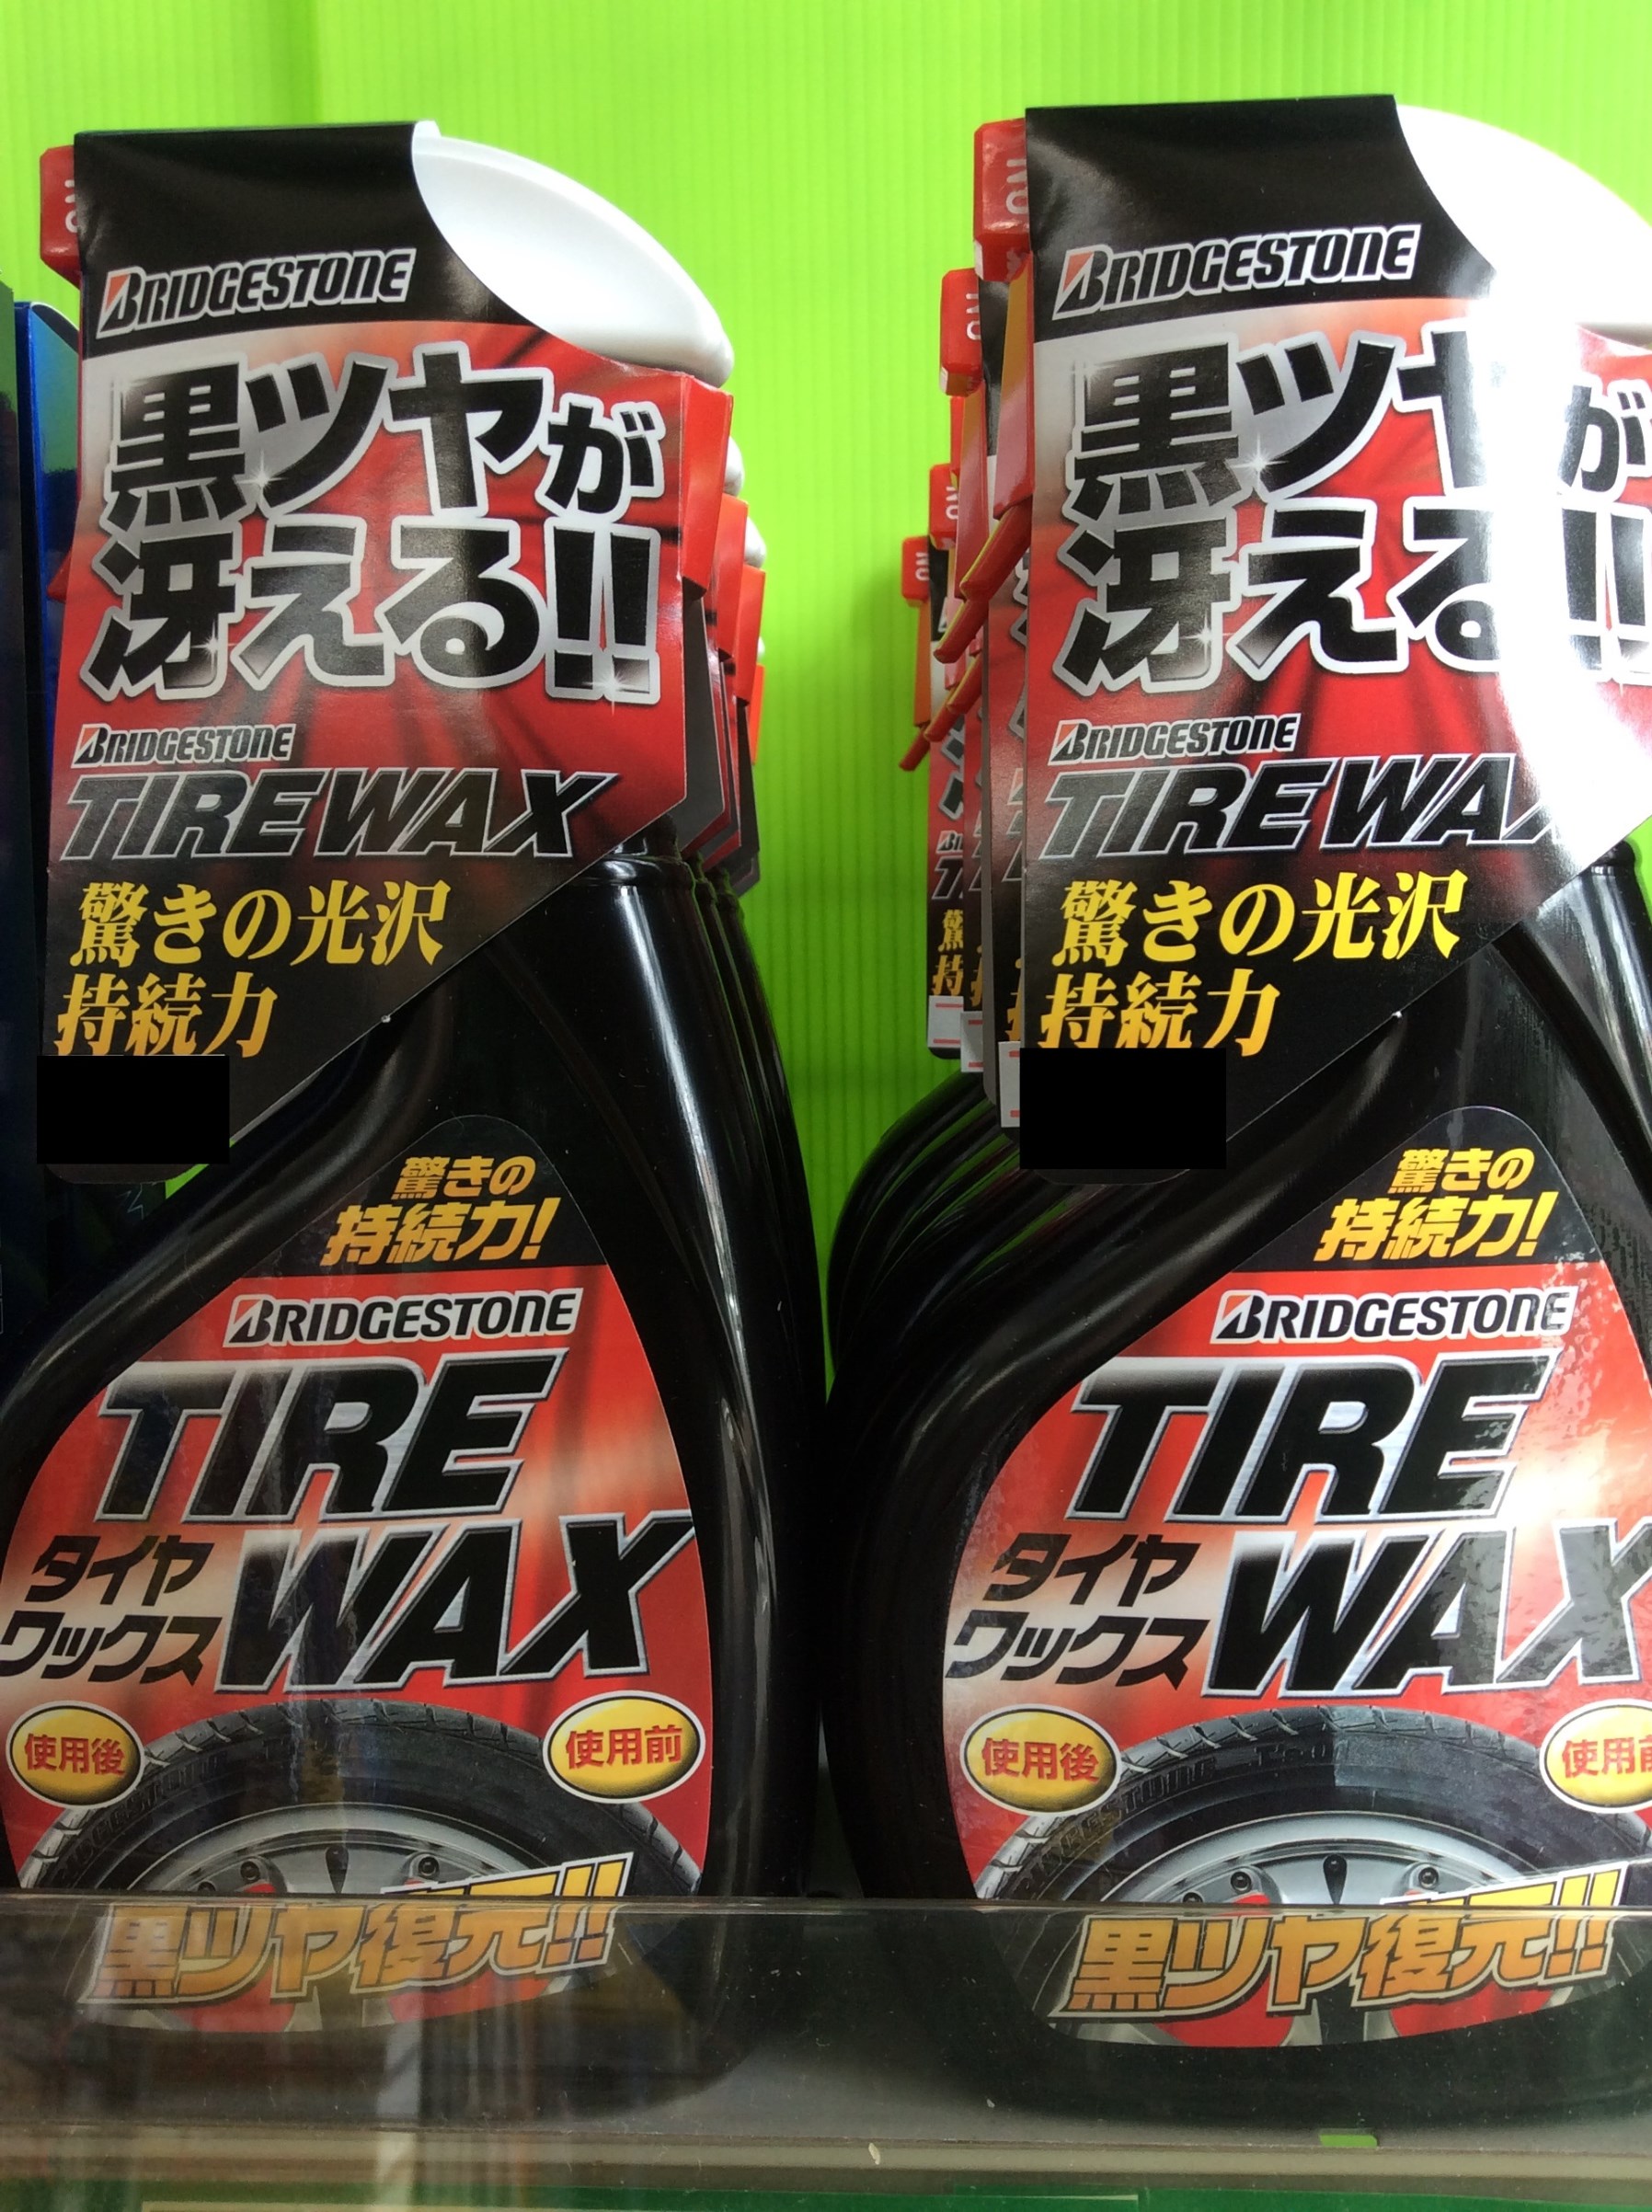 BRIDGESTONE
黒ツヤが
冴える!!
BRIDGESTONE
TIRE WAX
驚きの光沢
持続力
驚きの
持続力!
BRIDGESTONE
TIRE
WAX
タイヤ
ワックス
使用後
使用前
黒ツヤ復元!!
BRIDGESTONE
黒ツヤが
冴える!!
BRIDGESTONE
TIRE WAX
驚きの光沢
持続力
驚きの
持続力!
BRIDGESTONE
TIRE
WAX
タイヤ
ワックス
使用後
使用前
黒ツヤ復元!!